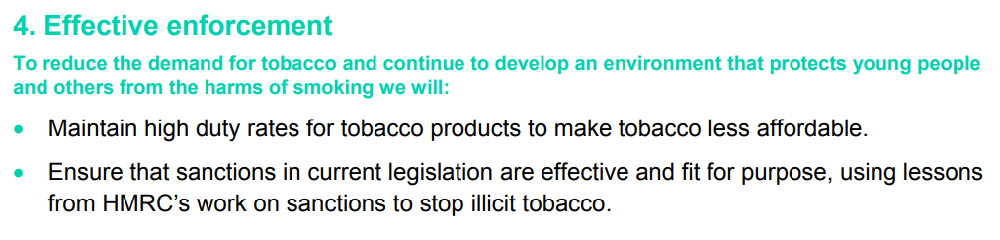 4. Effective enforcement
To reduce the demand for tobacco and continue to develop an environment that protects young people
and others from the harms of smoking we will:
• Maintain high duty rates for tobacco products to make tobacco less affordable.
• Ensure that sanctions in current legislation are effective and fit for purpose, using lessons
from HMRC's work on sanctions to stop illicit tobacco.